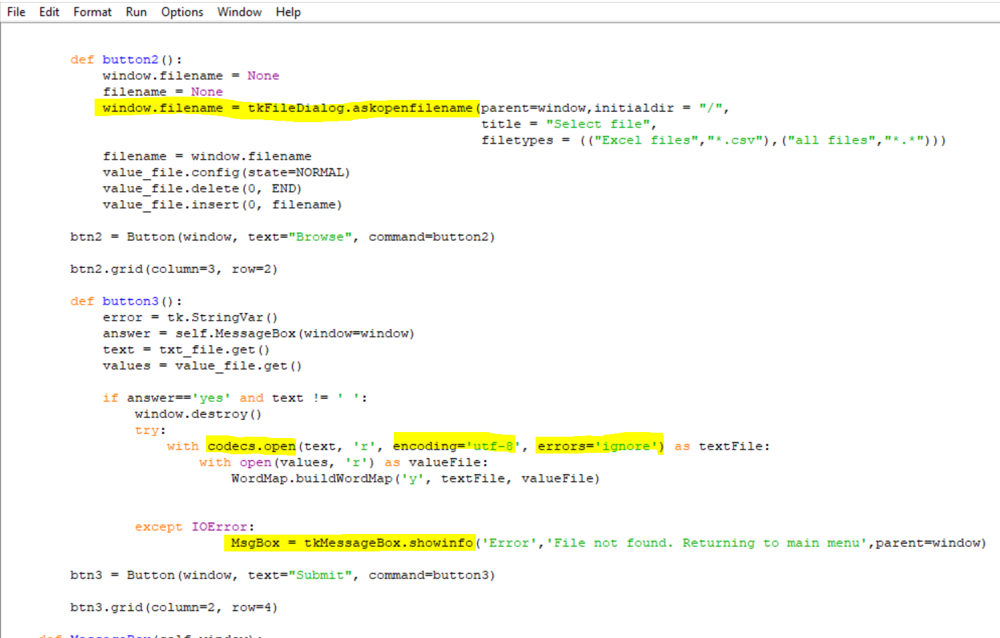 File Edit Format Run Options Window Help
def button2():
window.filename = None
filename = None
window.filename = tkFileDialog.askopenfilename(parent=window,initialdir = "/",
title = "Select file",
filetypes = (("Excel files","*.csv"),("all files","*.*")))
filename = window.filename
value_file.config(state=NORMAL)
value_file.delete(0, END)
value_file.insert(0, filename)
btn2 = Button(window, text="Browse", command=button2)
btn2.grid(column=3, row=2)
def button3():
error = tk.StringVar()
answer = self.MessageBox(window=window)
text = txt_file.get()
values = value_file.get()
if answer=='yes' and text != ' ':
window.destroy()
try:
with codecs.open(text, 'r', encoding='utf-8', errors='ignore') as textFile:
with open(values, 'r') as valueFile:
WordMap.buildWordMap('y', textFile, valueFile)
except IOError:
MsgBox = tkMessageBox.showinfo('Error','File not found. Returning to main menu',parent=window)
btn3 = Button(window, text="Submit", command=button3)
btn3.grid(column=2, row=4)
def MessageBox(self,window):